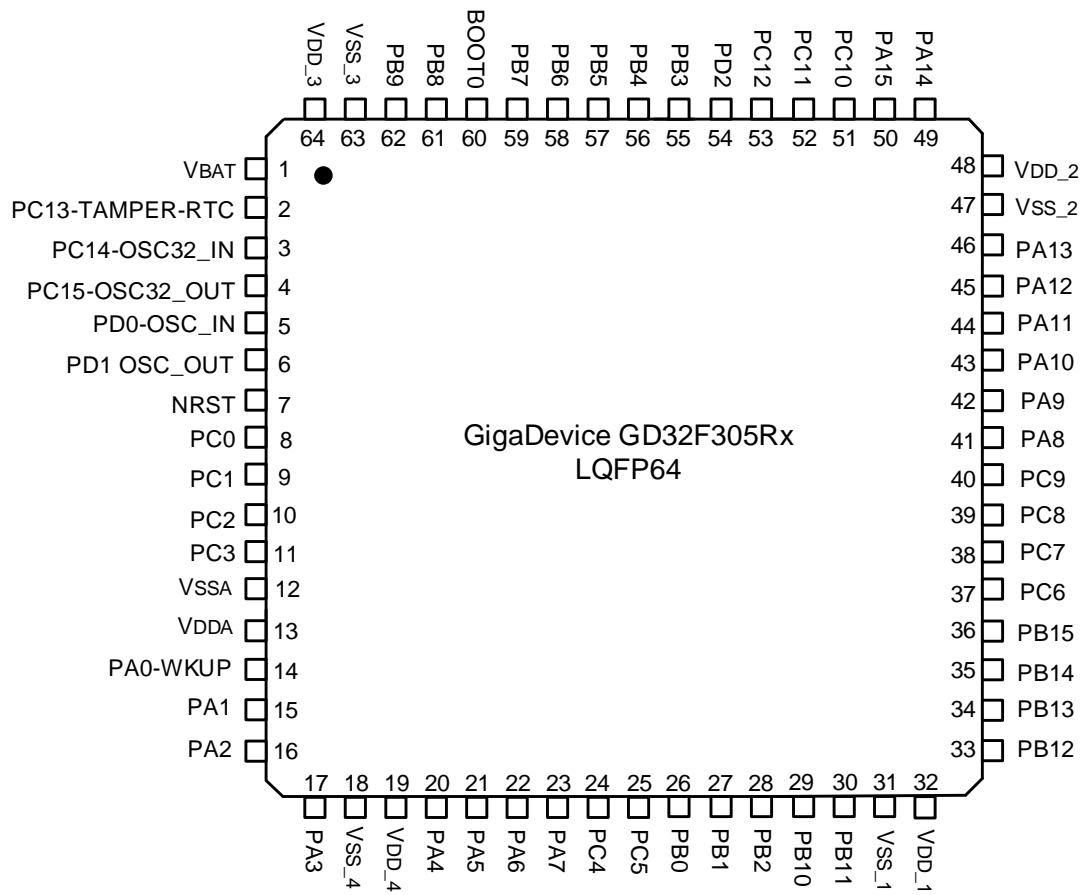 VDD_3 VSS_3 PB9 PB8 BOOT0 PB7 PB6 PB5 PB4 PB3 PD2 PC12 PC11 PC10 PA15 PA14
64 63 62 61 60 59 58 57 56 55 54 53 52 51 50 49
VBAT 1
PC13-TAMPER-RTC 2
PC14-OSC32_IN 3
PC15-OSC32_OUT 4
PD0-OSC_IN 5
PD1 OSC_OUT 6
NRST 7
PC0 8
PC1 9
PC2 10
PC3 11
VSSA 12
VDDA 13
PA0-WKUP 14
PA1 15
PA2 16
GigaDevice GD32F305Rx
LQFP64
48 VDD_2
47 VSS_2
46 PA13
45 PA12
44 PA11
43 PA10
42 PA9
41 PA8
40 PC9
39 PC8
38 PC7
37 PC6
36 PB15
35 PB14
34 PB13
33 PB12
17 18 19 20 21 22 23 24 25 26 27 28 29 30 31 32
PA3 VSS_4 VDD_4 PA4 PA5 PA6 PA7 PC4 PC5 PB0 PB1 PB2 PB10 PB11 VSS_1 VDD_1